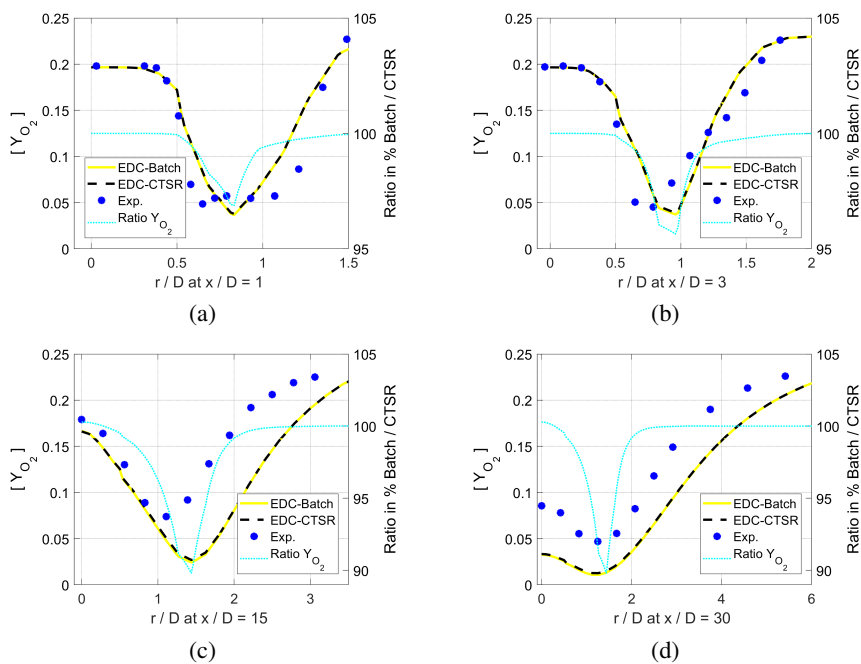 0.25
0.2
0.15
0.1
0.05
0
[ Y_O2 ]
105
100
95
Ratio in % Batch / CTSR
EDC-Batch
EDC-CTSR
Exp.
Ratio Y_O2
0 0.5 1 1.5
r / D at x / D = 1
(a)
0.25
0.2
0.15
0.1
0.05
0
[ Y_O2 ]
105
100
95
Ratio in % Batch / CTSR
EDC-Batch
EDC-CTSR
Exp.
Ratio Y_O2
0 0.5 1 1.5 2
r / D at x / D = 3
(b)
0.25
0.2
0.15
0.1
0.05
0
[ Y_O2 ]
105
100
95
90
Ratio in % Batch / CTSR
EDC-Batch
EDC-CTSR
Exp.
Ratio Y_O2
0 1 2 3
r / D at x / D = 15
(c)
0.25
0.2
0.15
0.1
0.05
0
[ Y_O2 ]
105
100
95
90
Ratio in % Batch / CTSR
EDC-Batch
EDC-CTSR
Exp.
Ratio Y_O2
0 2 4 6
r / D at x / D = 30
(d)